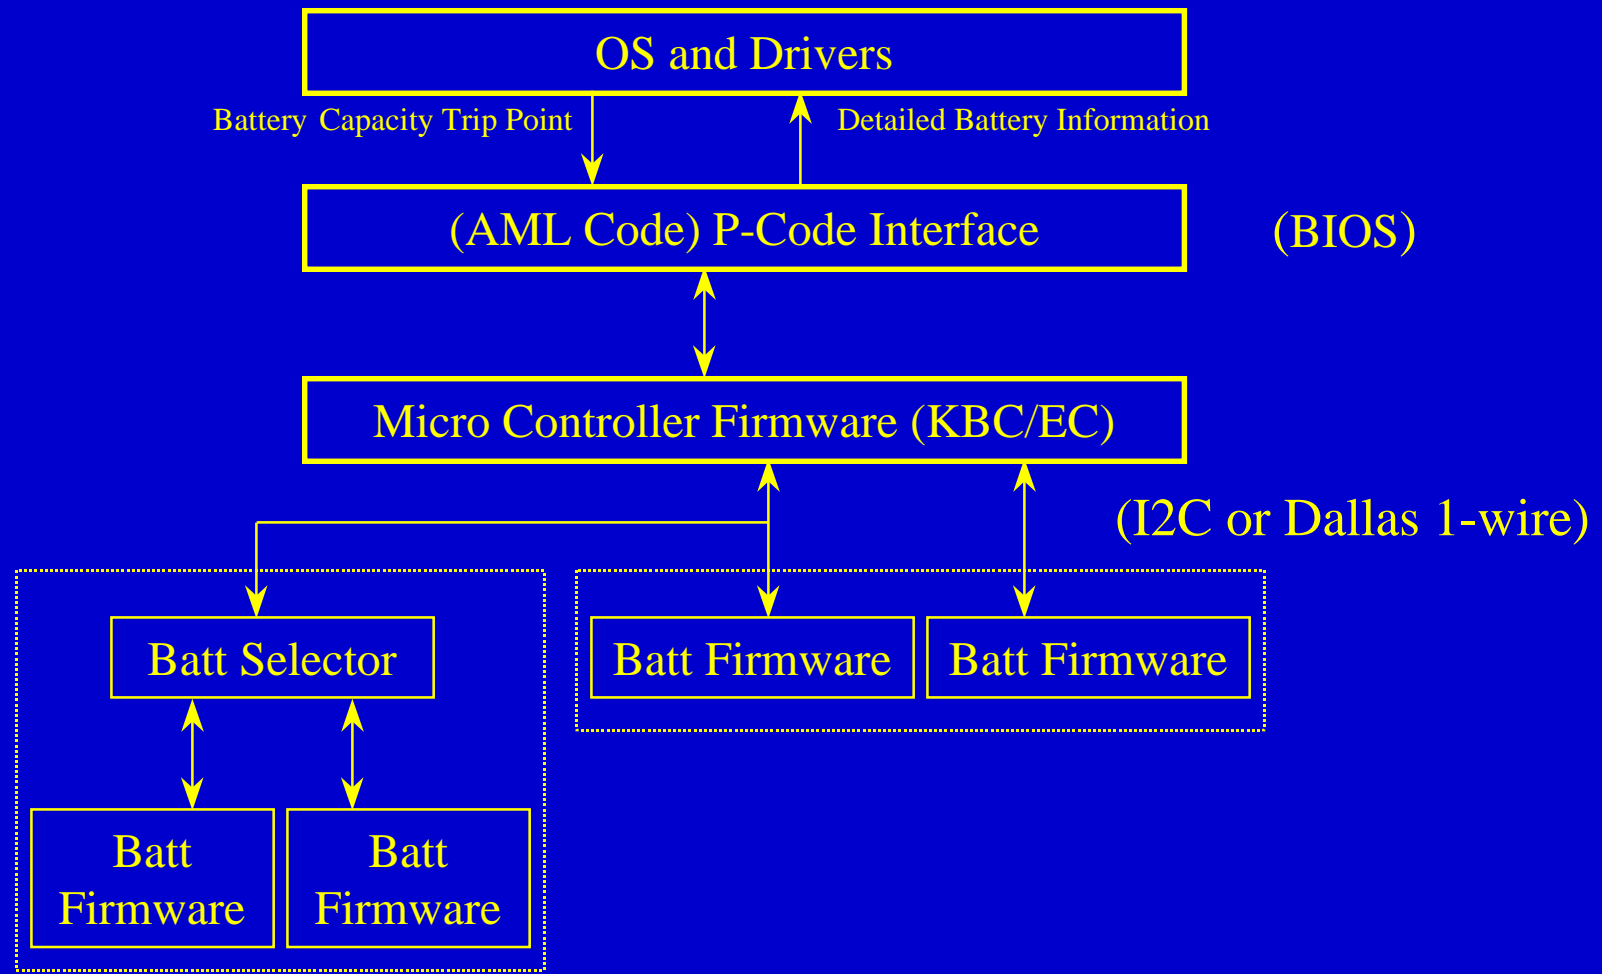 OS and Drivers
Battery Capacity Trip Point
Detailed Battery Information
(AML Code) P-Code Interface
(BIOS)
Micro Controller Firmware (KBC/EC)
(I2C or Dallas 1-wire)
Batt Selector
Batt Firmware
Batt Firmware
Batt
Firmware
Batt
Firmware